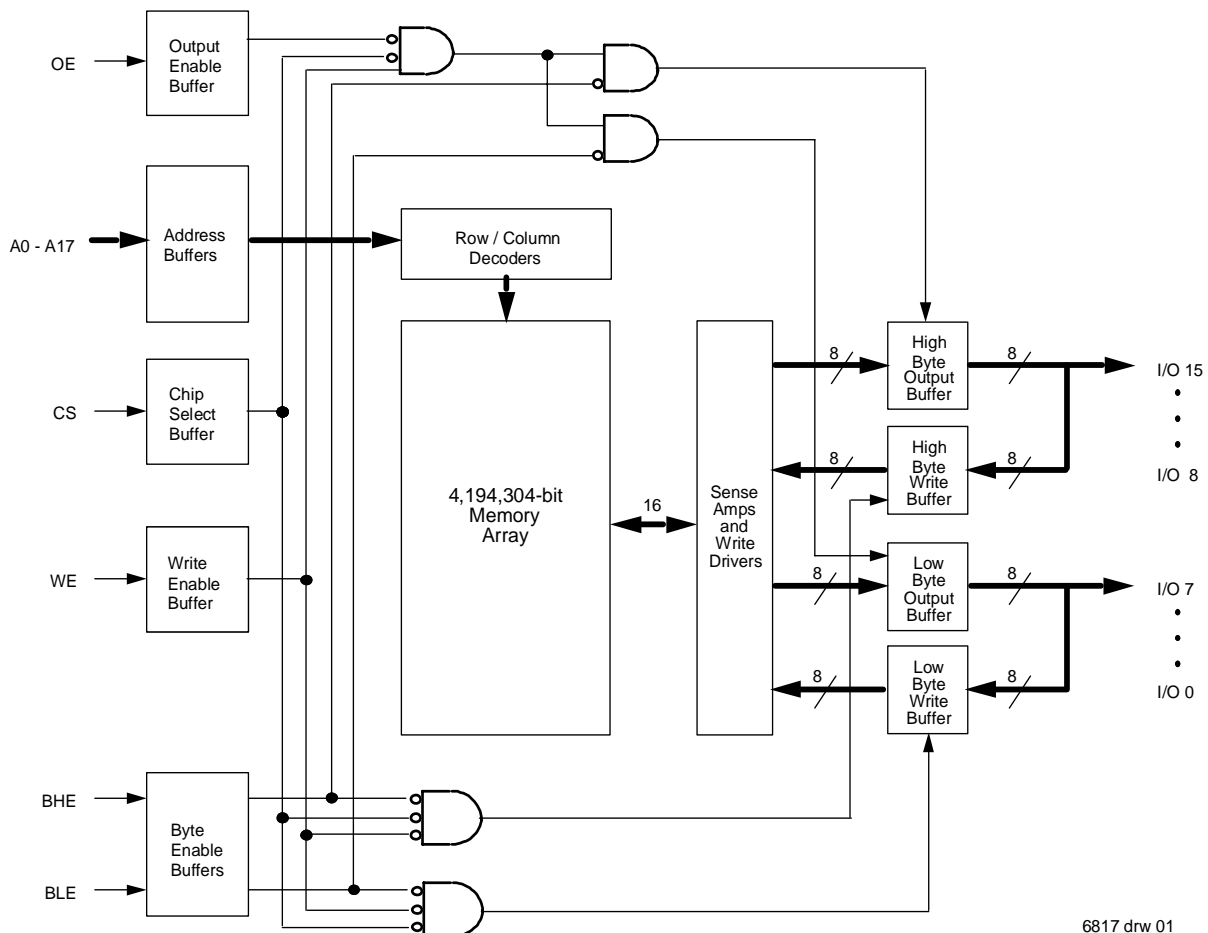 OE
Output
Enable
Buffer
A0 - A17
Address
Buffers
Row / Column
Decoders
CS
Chip
Select
Buffer
WE
Write
Enable
Buffer
4,194,304-bit
Memory
Array
16
Sense
Amps
and
Write
Drivers
8
High
Byte
Output
Buffer
8
I/O 15
8
High
Byte
Write
Buffer
8
I/O 8
8
Low
Byte
Output
Buffer
8
I/O 7
8
Low
Byte
Write
Buffer
8
I/O 0
BHE
Byte
Enable
Buffers
BLE
6817 drw 01